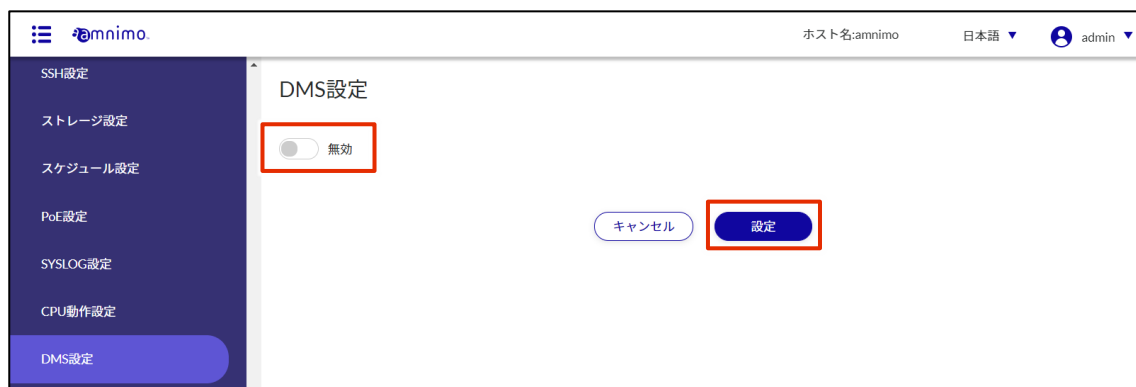 amnimo
ホスト名:amnimo
日本語
admin
SSH設定
ストレージ設定
スケジュール設定
PoE設定
SYSLOG設定
CPU動作設定
DMS設定
DMS設定
無効
キャンセル
設定